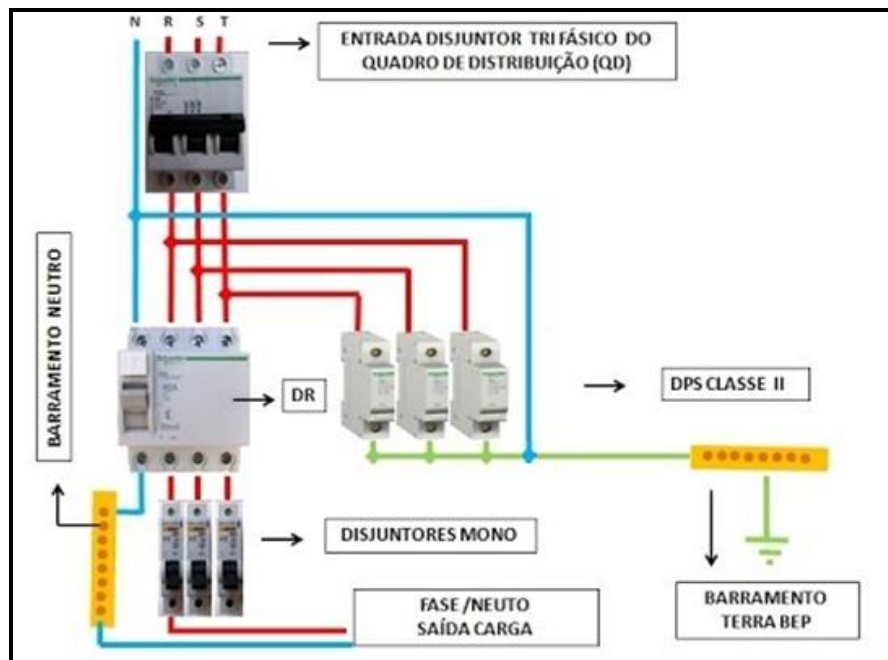 N R S T
ENTRADA DISJUNTOR TRI FÁSICO DO
QUADRO DE DISTRIBUIÇÃO (QD)
BARRAMENTO NEUTRO
DR
DPS CLASSE II
DISJUNTORES MONO
FASE /NEUTO
SAÍDA CARGA
BARRAMENTO
TERRA BEP